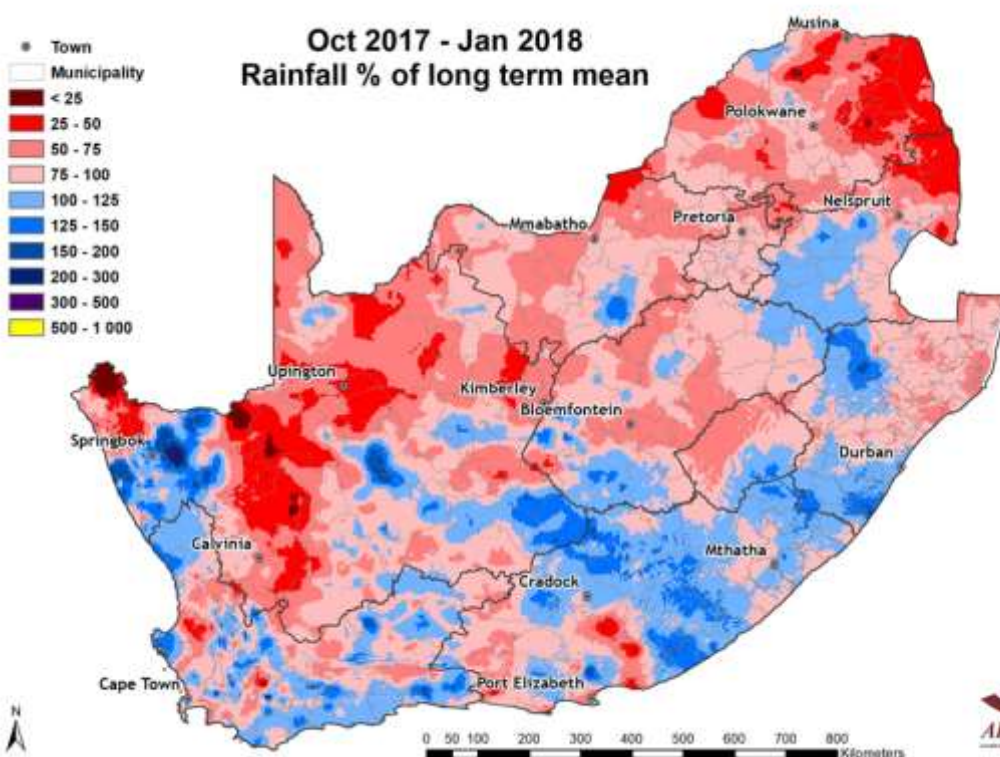 Oct 2017 - Jan 2018
Rainfall % of long term mean
Town
Municipality
< 25
25 - 50
50 - 75
75 - 100
100 - 125
125 - 150
150 - 200
200 - 300
300 - 500
500 - 1 000
Musina
Polokwane
Nelspruit
Pretoria
Mmabatho
Upington
Kimberley
Bloemfontein
Springbok
Durban
Calvinia
Mthatha
Cradock
Cape Town
Port Elizabeth
N
0 50 100 200 300 400 500 600 700 800
Kilometers